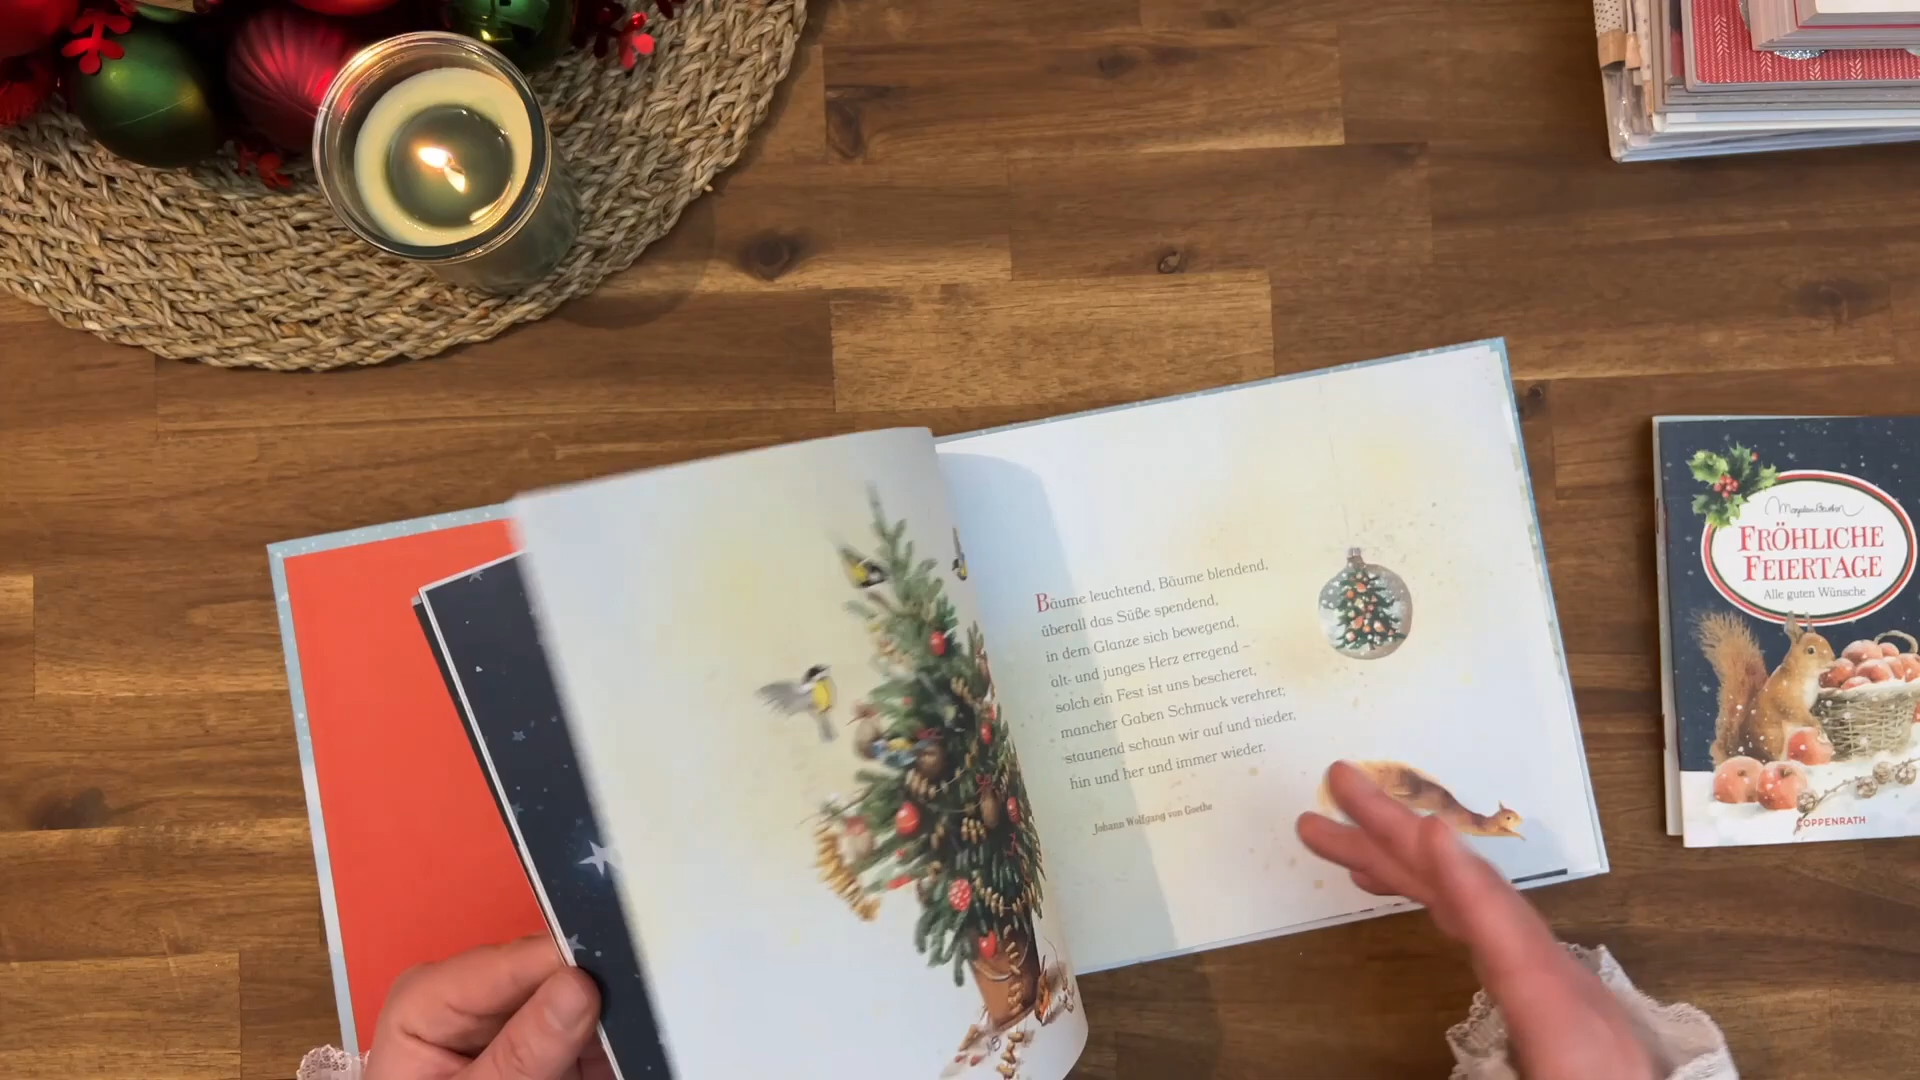 Bäume leuchtend, Bäume blendend,
überall das Süße spendend,
in dem Glanze sich bewegend,
alt- und junges Herz erregend –
solch ein Fest ist uns bescheret,
mancher Gaben Schmuck verehret;
staunend schaun wir auf und nieder,
hin und her und immer wieder.
Johann Wolfgang von Goethe
Marjolein Bastin
FRÖHLICHE
FEIERTAGE
Alle guten Wünsche
COPPENRATH